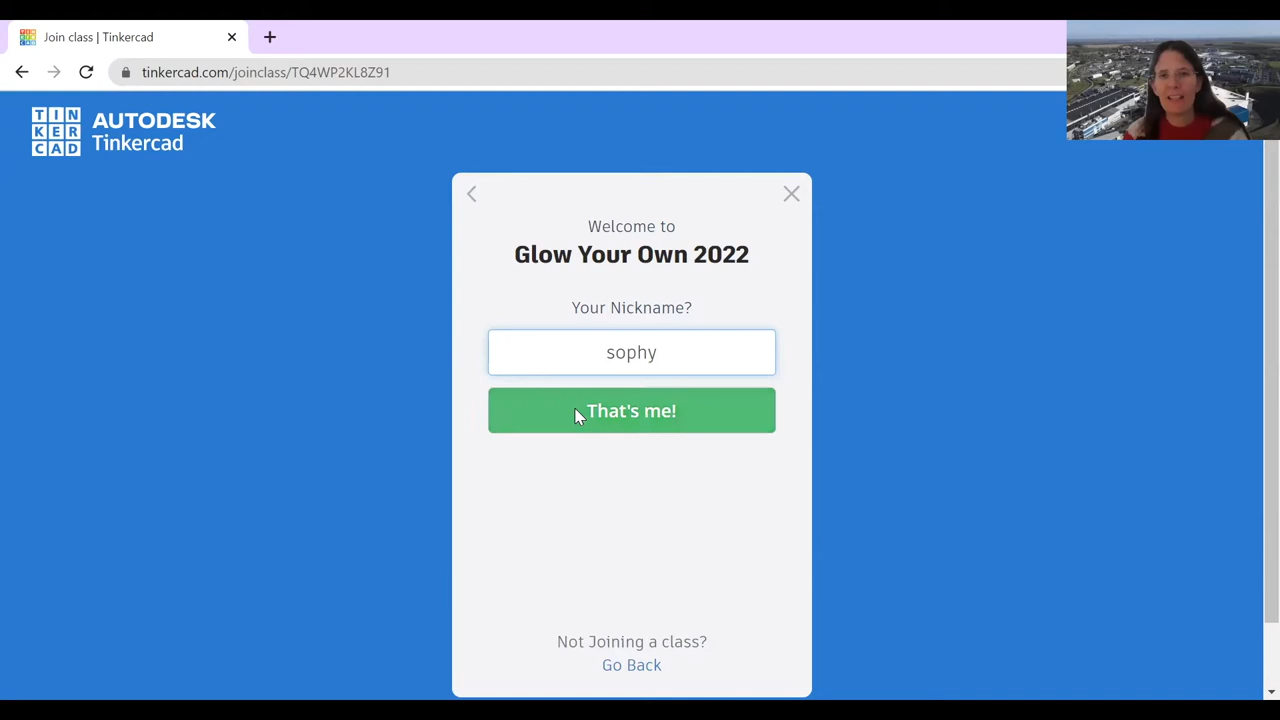 Join class | Tinkercad
tinkercad.com/joinclass/TQ4WP2KL8Z91
TIN
KER
CAD
AUTODESK
Tinkercad
Welcome to
Glow Your Own 2022
Your Nickname?
sophy
That's me!
Not Joining a class?
Go Back